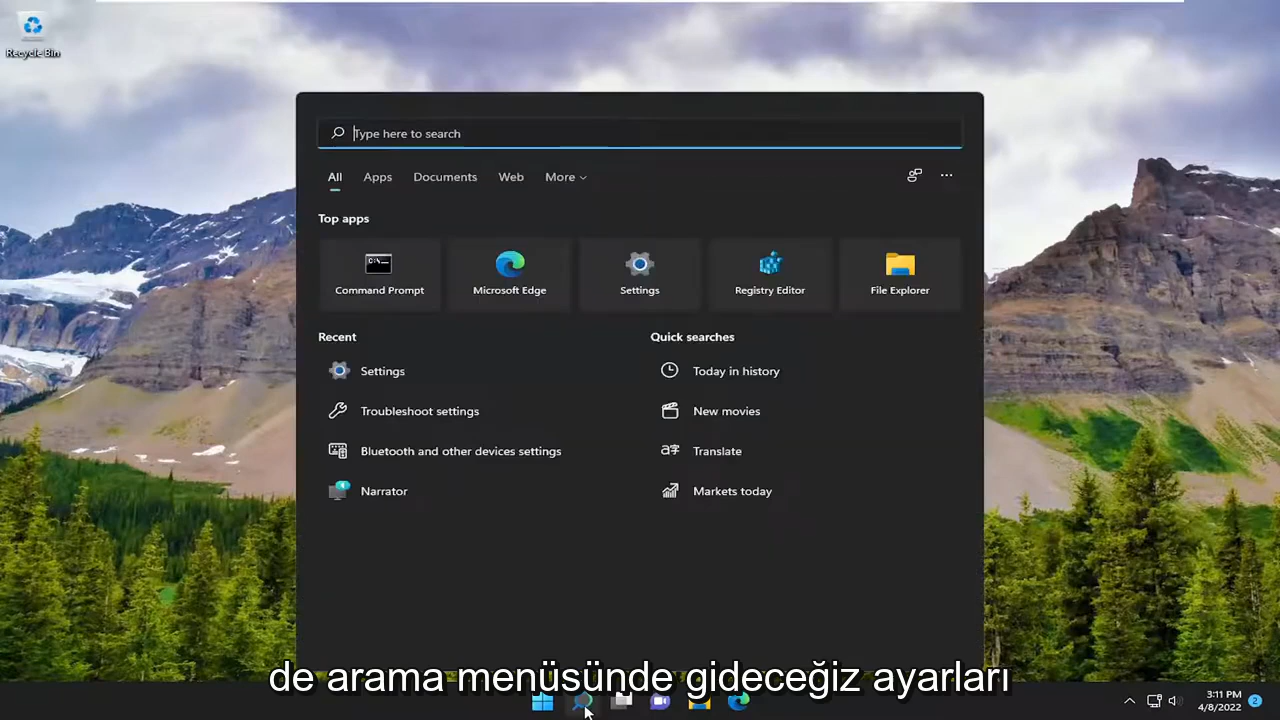 Recycle Bin
Type here to search
All Apps Documents Web More
Top apps
Command Prompt Microsoft Edge Settings Registry Editor File Explorer
Recent
Quick searches
Settings
Today in history
Troubleshoot settings
New movies
Bluetooth and other devices settings
Translate
Narrator
Markets today
de arama menüsünde gideceğiz ayarları
3:11 PM
4/8/2022
2